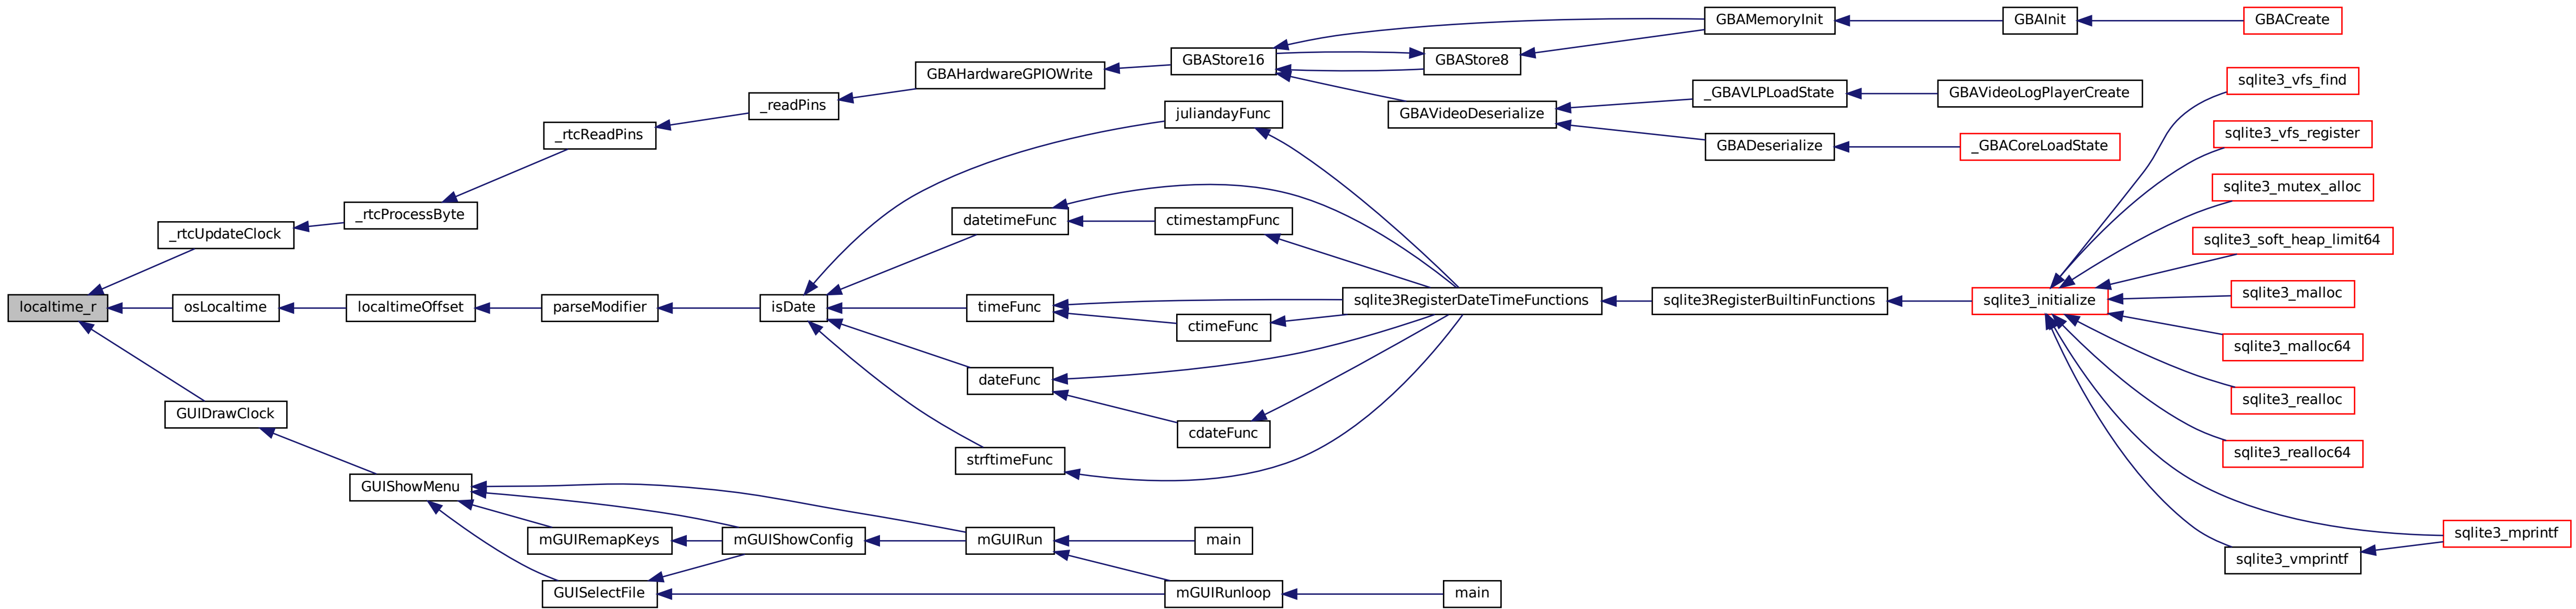 localtime_r
_rtcUpdateClock
_rtcProcessByte
_rtcReadPins
_readPins
GBAHardwareGPIOWrite
GBAStore16
GBAMemoryInit
GBAInit
GBACreate
GBAStore8
GBAVideoDeserialize
_GBAVLPLoadState
GBAVideoLogPlayerCreate
GBADeserialize
_GBACoreLoadState
osLocaltime
localtimeOffset
parseModifier
isDate
juliandayFunc
datetimeFunc
ctimestampFunc
timeFunc
ctimeFunc
dateFunc
cdateFunc
strftimeFunc
sqlite3RegisterDateTimeFunctions
sqlite3RegisterBuiltinFunctions
sqlite3_initialize
sqlite3_vfs_find
sqlite3_vfs_register
sqlite3_mutex_alloc
sqlite3_soft_heap_limit64
sqlite3_malloc
sqlite3_malloc64
sqlite3_realloc
sqlite3_realloc64
sqlite3_mprintf
sqlite3_vmprintf
GUIDrawClock
GUIShowMenu
mGUIRemapKeys
mGUIShowConfig
mGUIRun
main
GUISelectFile
mGUIRunloop
main